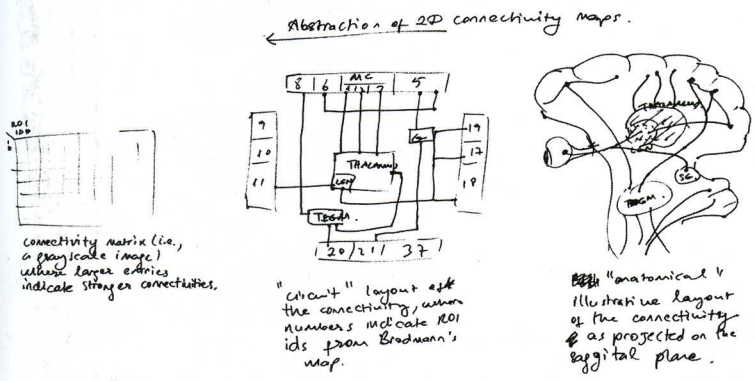 Abstraction of 2D connectivity maps.
ROI
100
connectivity matrix (i.e.,
a grayscale image)
where larger entries
indicate stronger connectivities.
8 6 MC 5
9
10
11
19
17
18
THALAMUS
LGN
TEGM.
20 21 37
"circuit" layout of
the connectivity, where
numbers indicate ROI
ids from Brodmann's
map.
THALAMUS
LGN
SC.
TEGM.
"anatomical"
illustrative layout
of the connectivity
as projected on the
saggital plane.